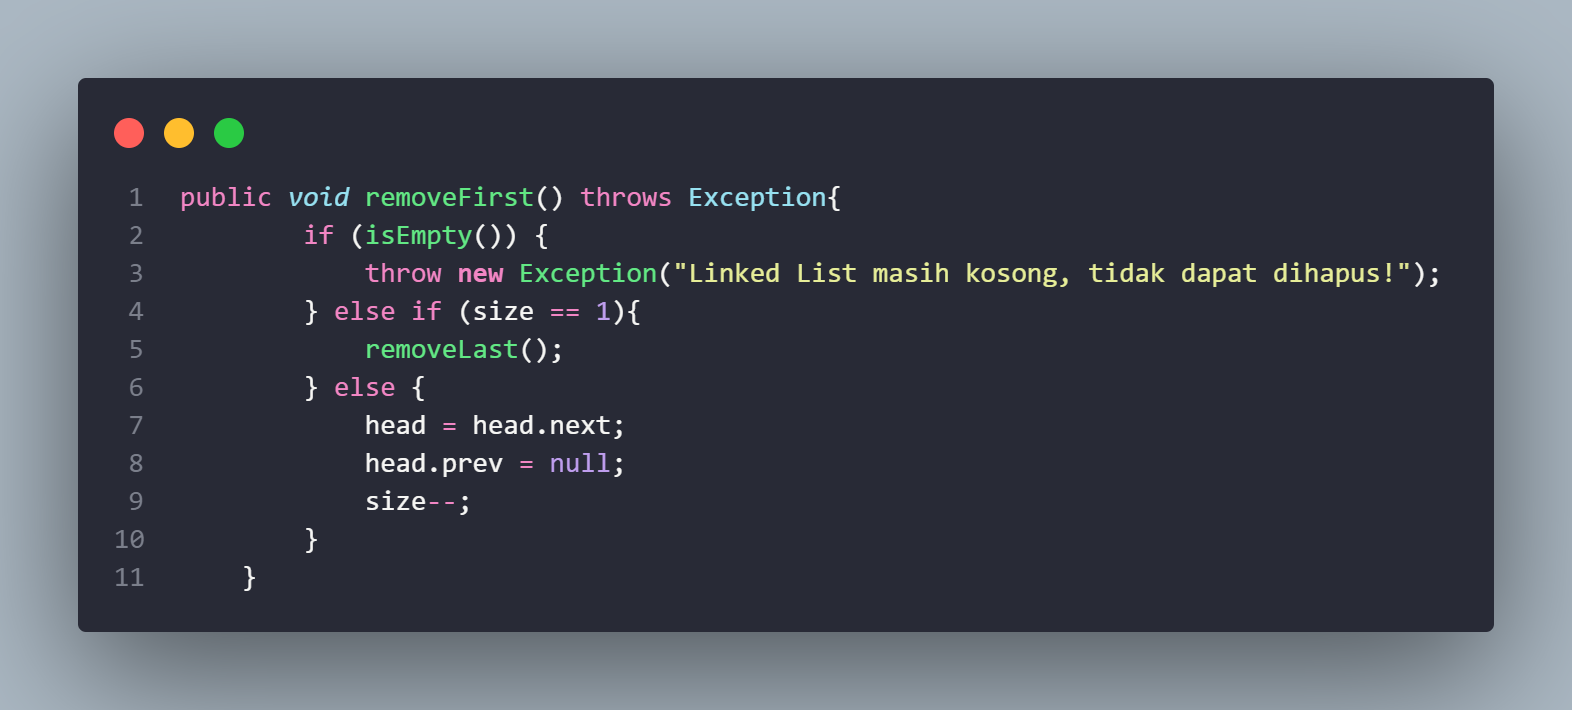 1 public void removeFirst() throws Exception{
2         if (isEmpty()) {
3             throw new Exception("Linked List masih kosong, tidak dapat dihapus!");
4         } else if (size == 1){
5             removeLast();
6         } else {
7             head = head.next;
8             head.prev = null;
9             size--;
10         }
11     }